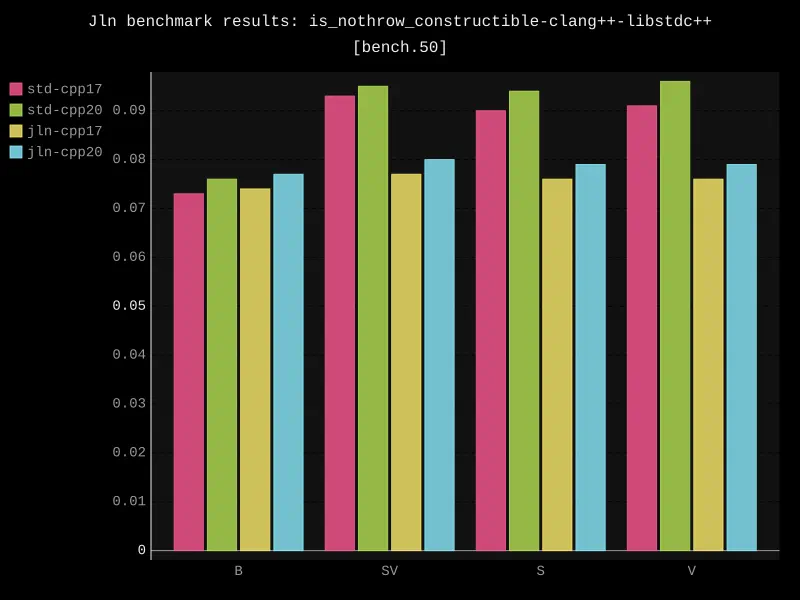 Jln benchmark results: is_nothrow_constructible-clang++-libstdc++
[bench.50]
std-cpp17
std-cpp20
jln-cpp17
jln-cpp20
0.09
0.08
0.07
0.06
0.05
0.04
0.03
0.02
0.01
0
B SV S V